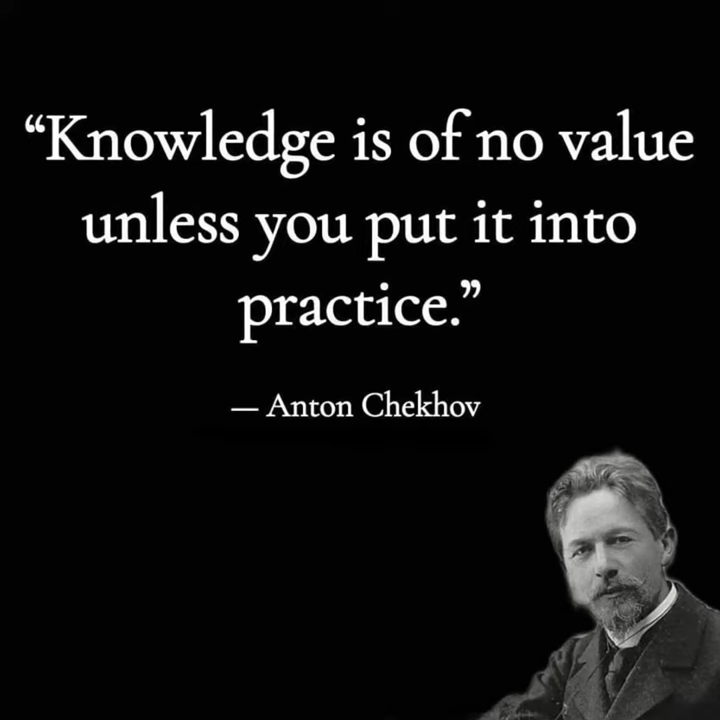 “Knowledge is of no value
unless you put it into
practice.”
— Anton Chekhov